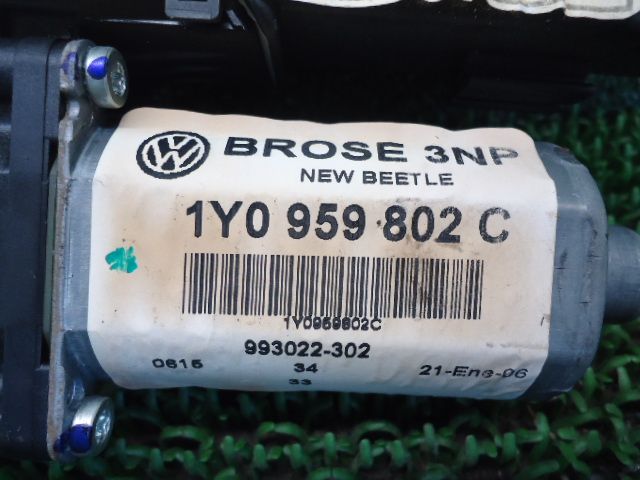 BROSE 3NP
NEW BEETLE
1Y0 959 802 C
1Y0959802C
993022-302
0615 34 21-Ene-06
33